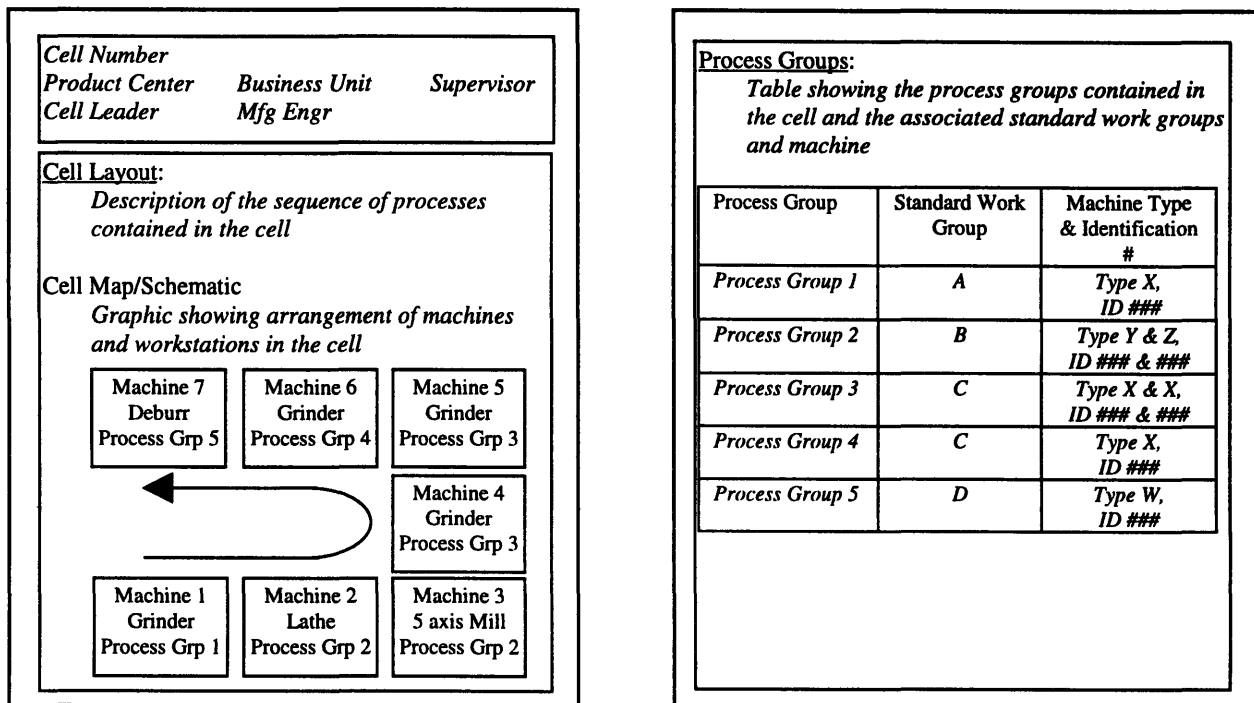 Cell Number
Product Center Business Unit Supervisor
Cell Leader Mfg Engr
Cell Layout:
Description of the sequence of processes
contained in the cell
Cell Map/Schematic
Graphic showing arrangement of machines
and workstations in the cell
Machine 7
Deburr
Process Grp 5
Machine 6
Grinder
Process Grp 4
Machine 5
Grinder
Process Grp 3
Machine 4
Grinder
Process Grp 3
Machine 1
Grinder
Process Grp 1
Machine 2
Lathe
Process Grp 2
Machine 3
5 axis Mill
Process Grp 2
Process Groups:
Table showing the process groups contained in
the cell and the associated standard work groups
and machine
Process Group Standard Work Machine Type
Group & Identification
#
Process Group 1 A Type X,
ID ###
Process Group 2 B Type Y & Z,
ID ### & ###
Process Group 3 C Type X & X,
ID ### & ###
Process Group 4 C Type X,
ID ###
Process Group 5 D Type W,
ID ###